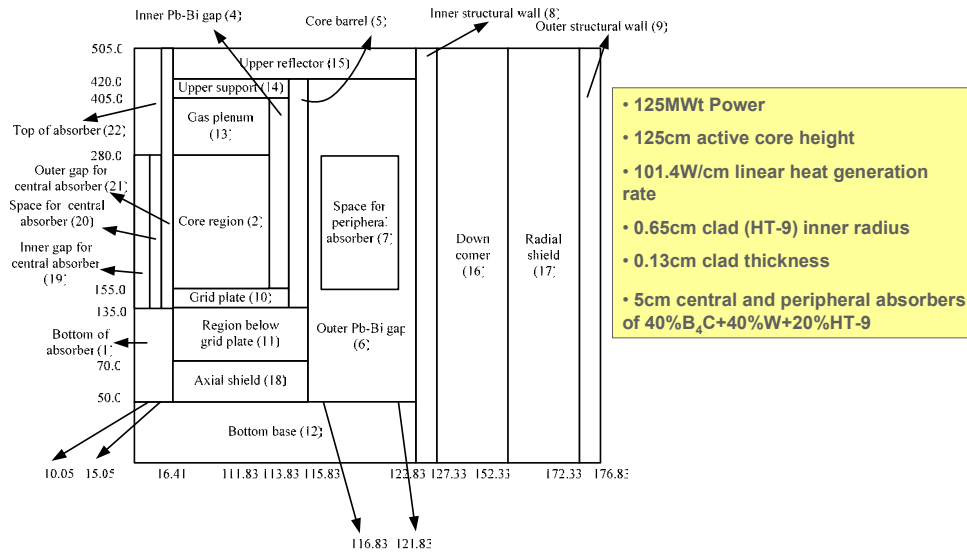 Inner Pb-Bi gap (4)
Core barrel (5)
Inner structural wall (8)
Outer structural wall (9)
505.0
Upper reflector (15)
420.0
Upper support (14)
405.0
Gas plenum
(13)
Top of absorber (22)
280.0
Outer gap for
central absorber (21)
Space for central
absorber (20)
Inner gap for
central absorber
(19)
Core region (2)
Space for
peripheral
absorber (7)
Down
comer
(16)
Radial
shield
(17)
155.0
Grid plate (10)
135.0
Bottom of
absorber (1)
Region below
grid plate (11)
Outer Pb-Bi gap
(6)
70.0
Axial shield (18)
50.0
Bottom base (12)
10.05 15.05 16.41 111.83 113.83 115.83 122.83 127.33 152.33 172.33 176.83
116.83 121.83
• 125MWt Power
• 125cm active core height
• 101.4W/cm linear heat generation
rate
• 0.65cm clad (HT-9) inner radius
• 0.13cm clad thickness
• 5cm central and peripheral absorbers
of 40%B₄C+40%W+20%HT-9